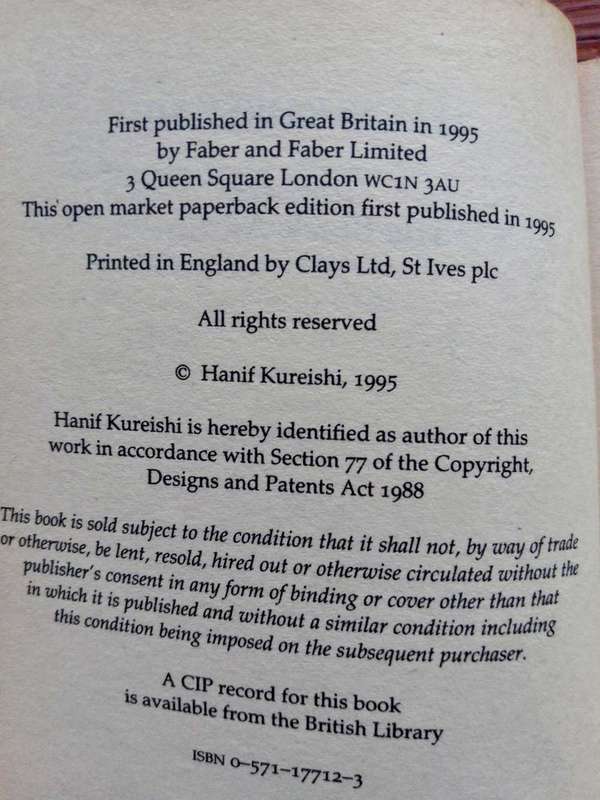 First published in Great Britain in 1995
by Faber and Faber Limited
3 Queen Square London WC1N 3AU
This open market paperback edition first published in 1995
Printed in England by Clays Ltd, St Ives plc
All rights reserved
© Hanif Kureishi, 1995
Hanif Kureishi is hereby identified as author of this
work in accordance with Section 77 of the Copyright,
Designs and Patents Act 1988
This book is sold subject to the condition that it shall not, by way of trade
or otherwise, be lent, resold, hired out or otherwise circulated without the
publisher's consent in any form of binding or cover other than that
in which it is published and without a similar condition including
this condition being imposed on the subsequent purchaser.
A CIP record for this book
is available from the British Library
ISBN 0–571–17712–3